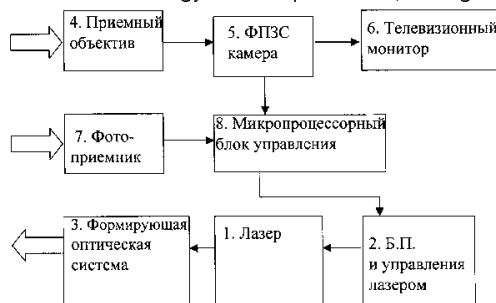 4. Приемный
объектив
5. ФПЗС
камера
6. Телевизионный
монитор
7. Фото-
приемник
8. Микропроцессорный
блок управления
3. Формирующая
оптическая
система
1. Лазер
2. Б.П.
и управления
лазером